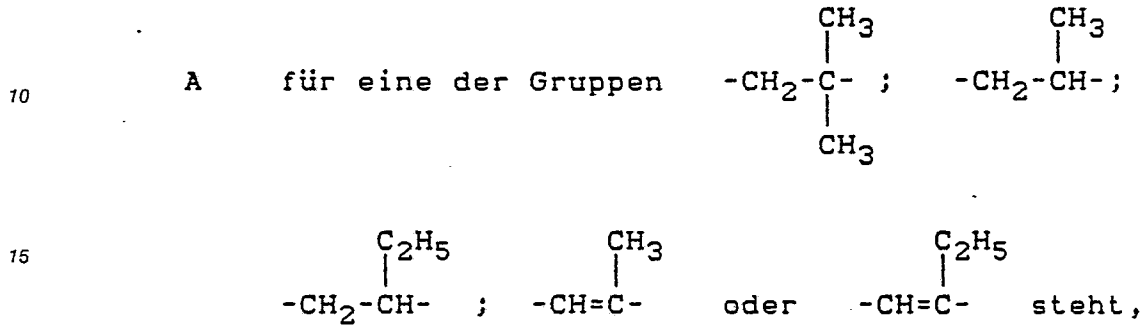 CH3 CH3
10 A für eine der Gruppen -CH2-C- ; -CH2-CH-;
CH3
C2H5 CH3 C2H5
15 -CH2-CH- ; -CH=C- oder -CH=C- steht,